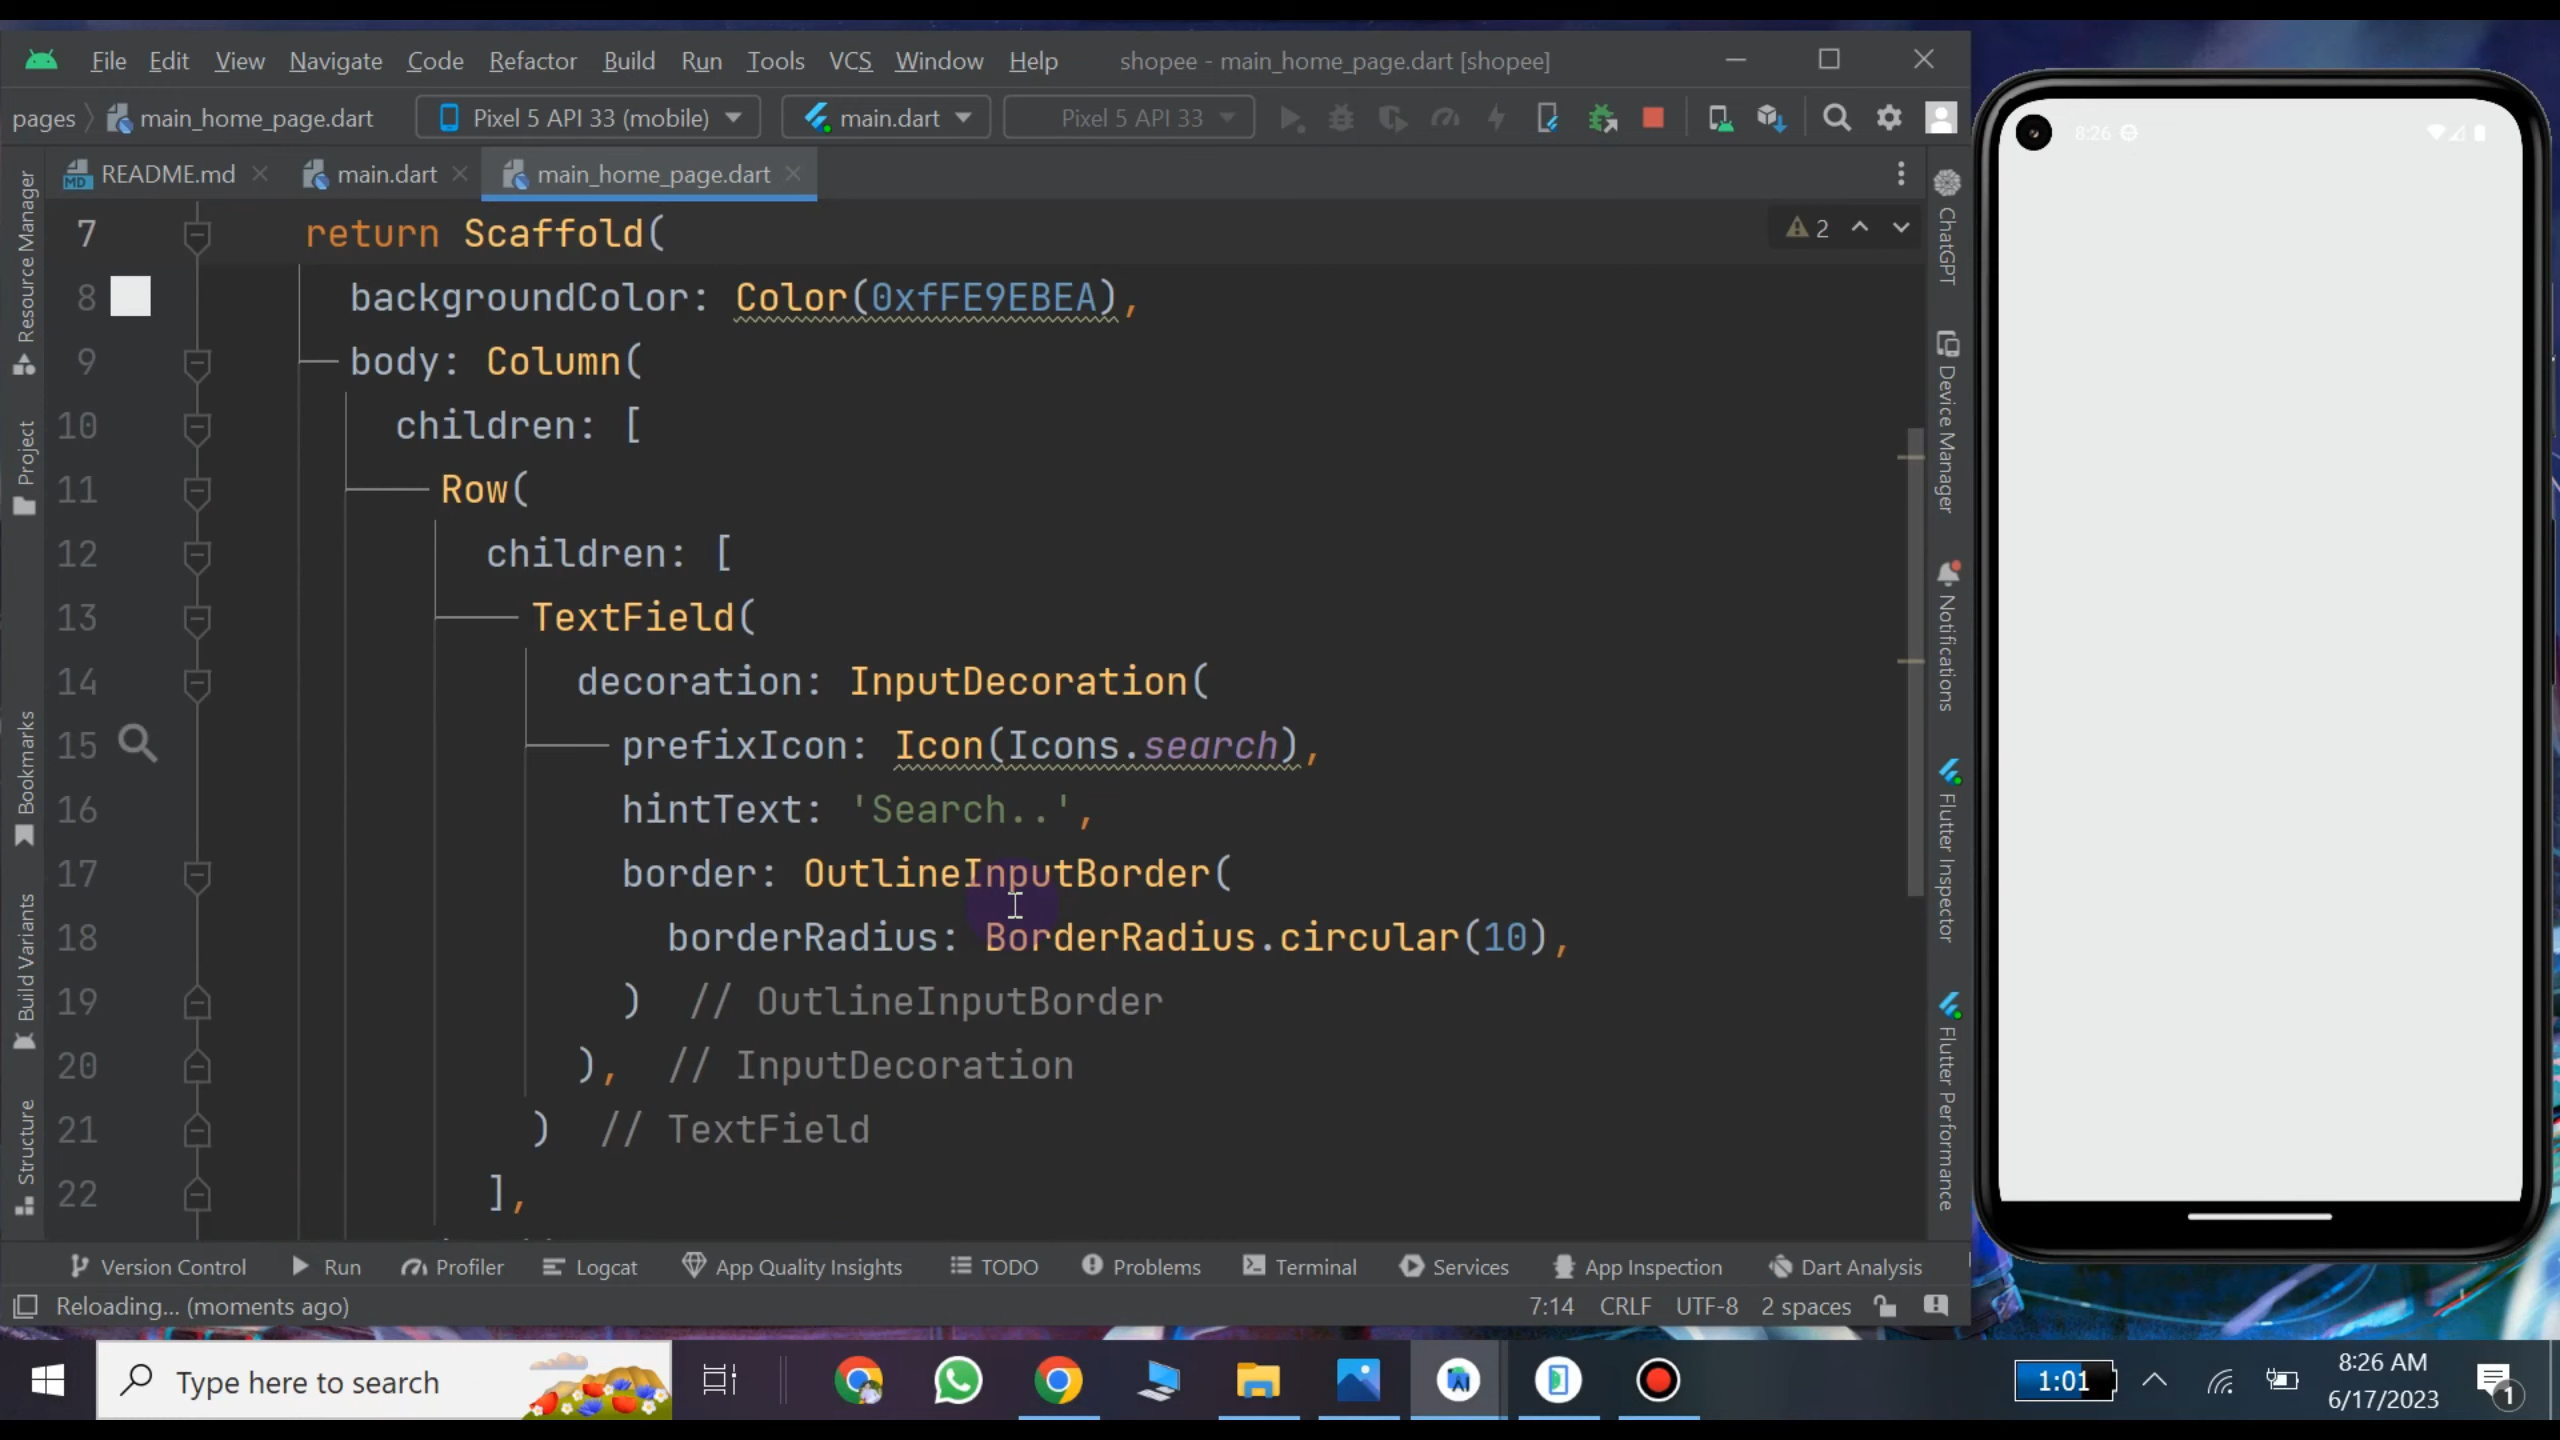 File Edit View Navigate Code Refactor Build Run Tools VCS Window Help shopee - main_home_page.dart [shopee]
pages main_home_page.dart Pixel 5 API 33 (mobile) main.dart Pixel 5 API 33
README.md main.dart main_home_page.dart
7 return Scaffold(
2
8 backgroundColor: Color(0xfFE9EBEA),
9 body: Column(
10 children: [
11 Row(
12 children: [
13 TextField(
14 decoration: InputDecoration(
15 prefixIcon: Icon(Icons.search),
16 hintText: 'Search..',
17 border: OutlineInputBorder(
18 borderRadius: BorderRadius.circular(10),
19 ) // OutlineInputBorder
20 ), // InputDecoration
21 ) // TextField
22 ],
Resource Manager
Project
Bookmarks
Build Variants
Structure
ChatGPT
Device Manager
Notifications
Flutter Inspector
Flutter Performance
8:26
Version Control Run Profiler Logcat App Quality Insights TODO Problems Terminal Services App Inspection Dart Analysis
Reloading... (moments ago) 7:14 CRLF UTF-8 2 spaces
Type here to search
1:01
8:26 AM
6/17/2023
1